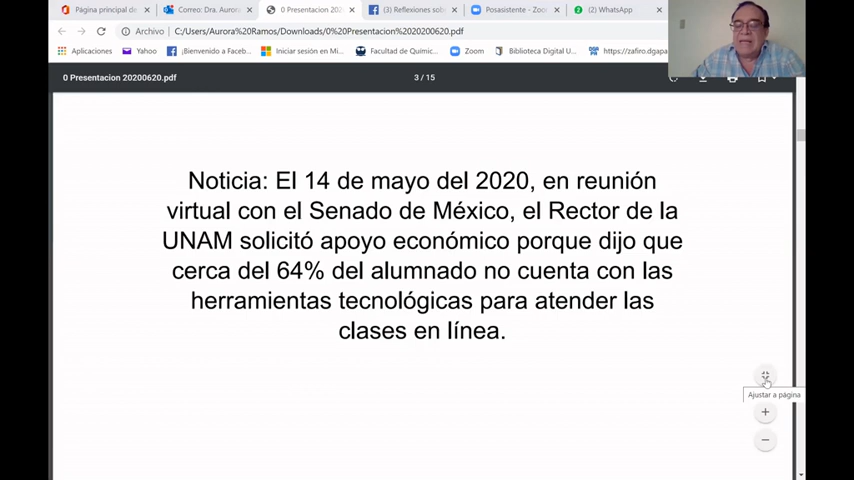 Página principal de
Correo: Dra. Aurora
0 Presentacion 202
(3) Reflexiones sob
Posasistente - Zoo
(2) WhatsApp
Archivo | C:/Users/Aurora%20Ramos/Downloads/0%20Presentacion%2020200620.pdf
Aplicaciones
Yahoo
¡Bienvenido a Faceb...
Iniciar sesión en Mi...
Facultad de Químic...
Zoom
Biblioteca Digital U...
https://zafiro.dgapa
0 Presentacion 20200620.pdf
3 / 15
Noticia: El 14 de mayo del 2020, en reunión
virtual con el Senado de México, el Rector de la
UNAM solicitó apoyo económico porque dijo que
cerca del 64% del alumnado no cuenta con las
herramientas tecnológicas para atender las
clases en línea.
Ajustar a página